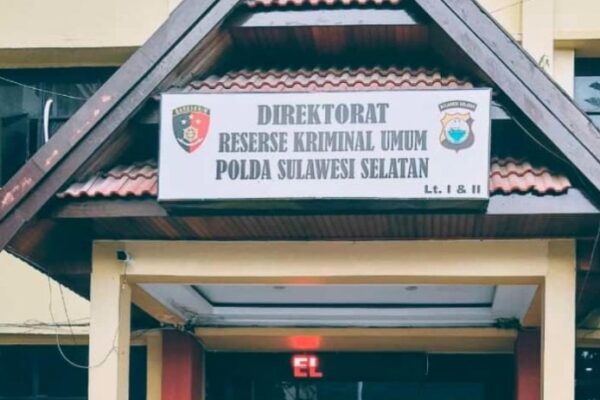 DIREKTORAT
RESERSE KRIMINAL UMUM
POLDA SULAWESI SELATAN
Lt. I & II
EL